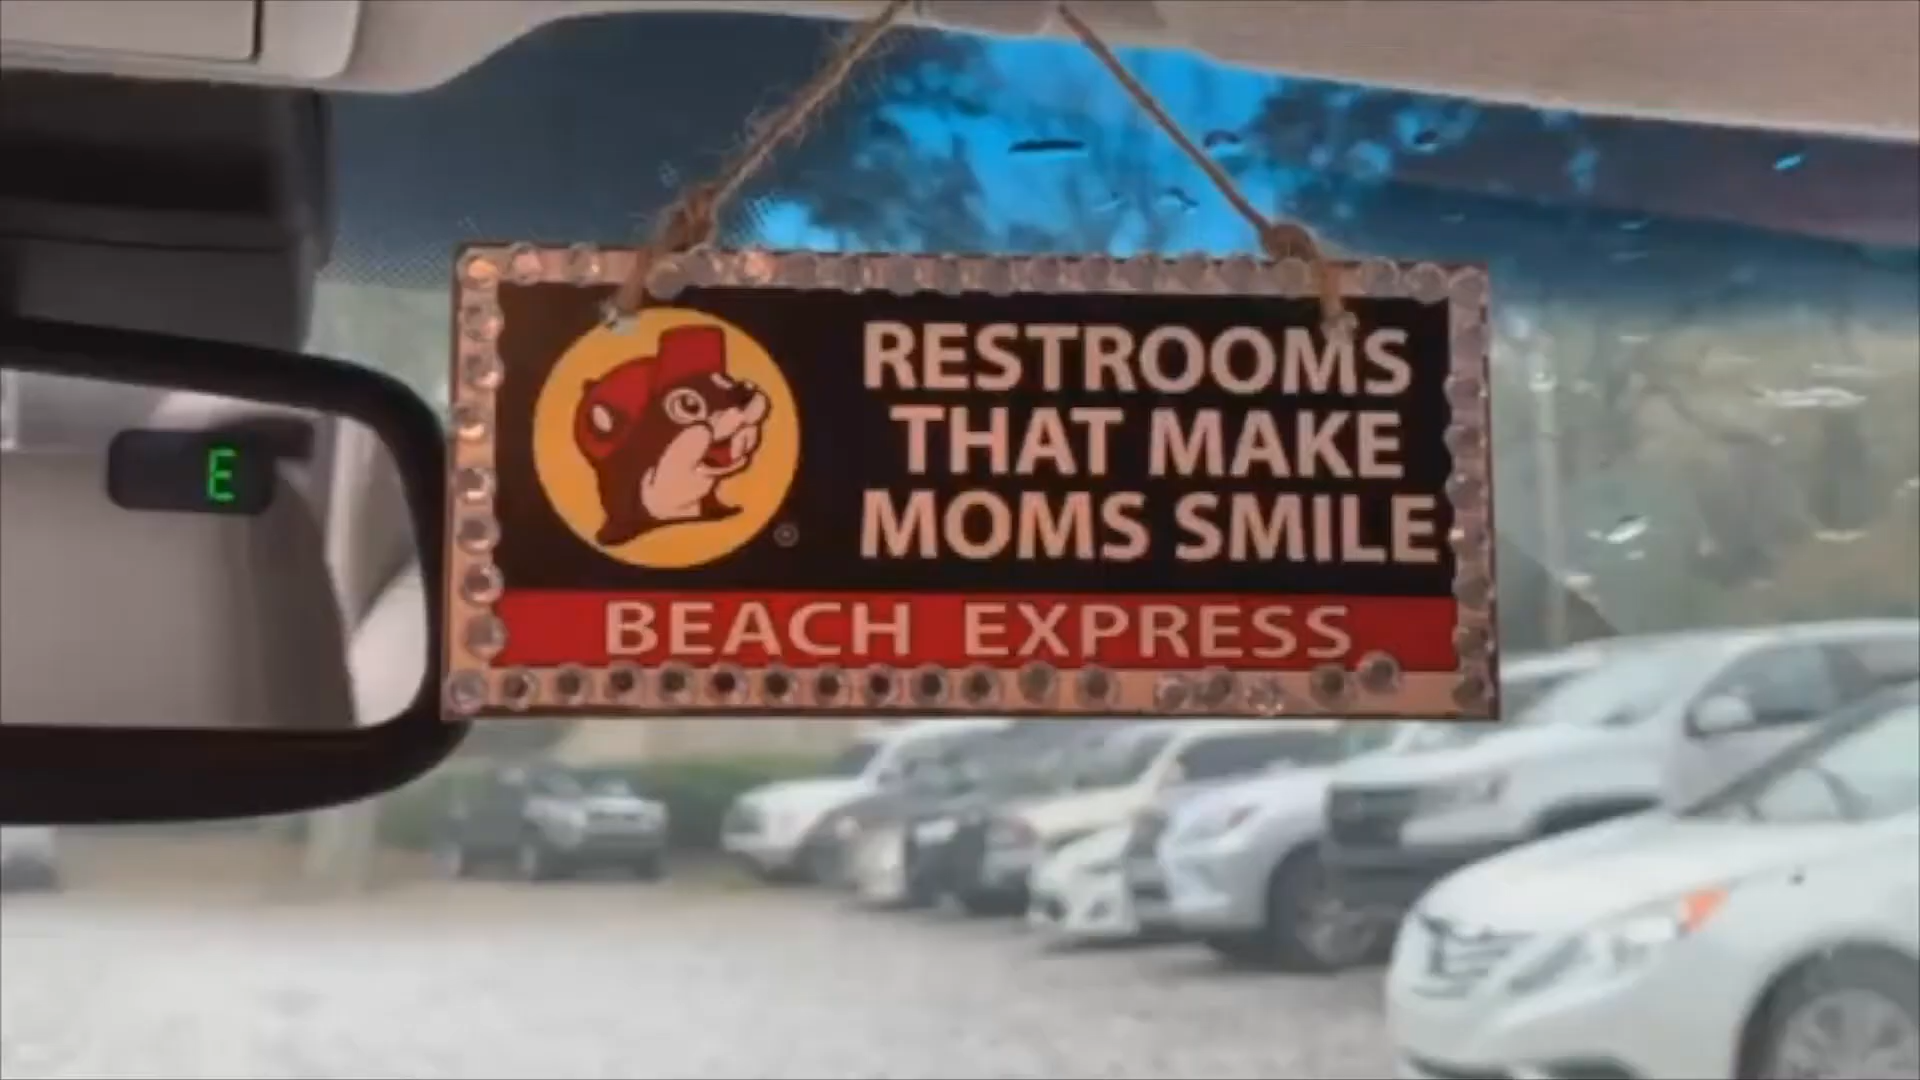 RESTROOMS
THAT MAKE
MOMS SMILE
®
BEACH EXPRESS
E